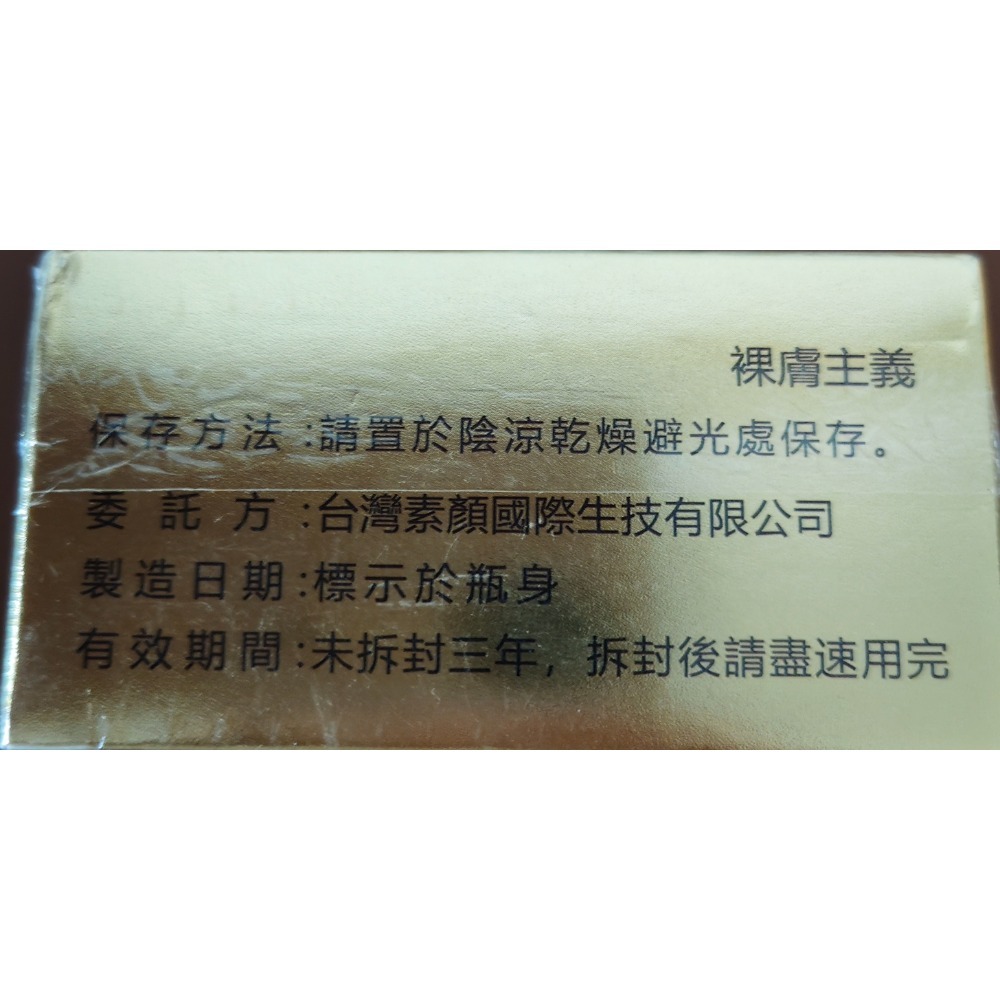 裸膚主義
保存方法:請置於陰涼乾燥避光處保存。
委託方:台灣素顏國際生技有限公司
製造日期:標示於瓶身
有效期間:未拆封三年，拆封後請盡速用完